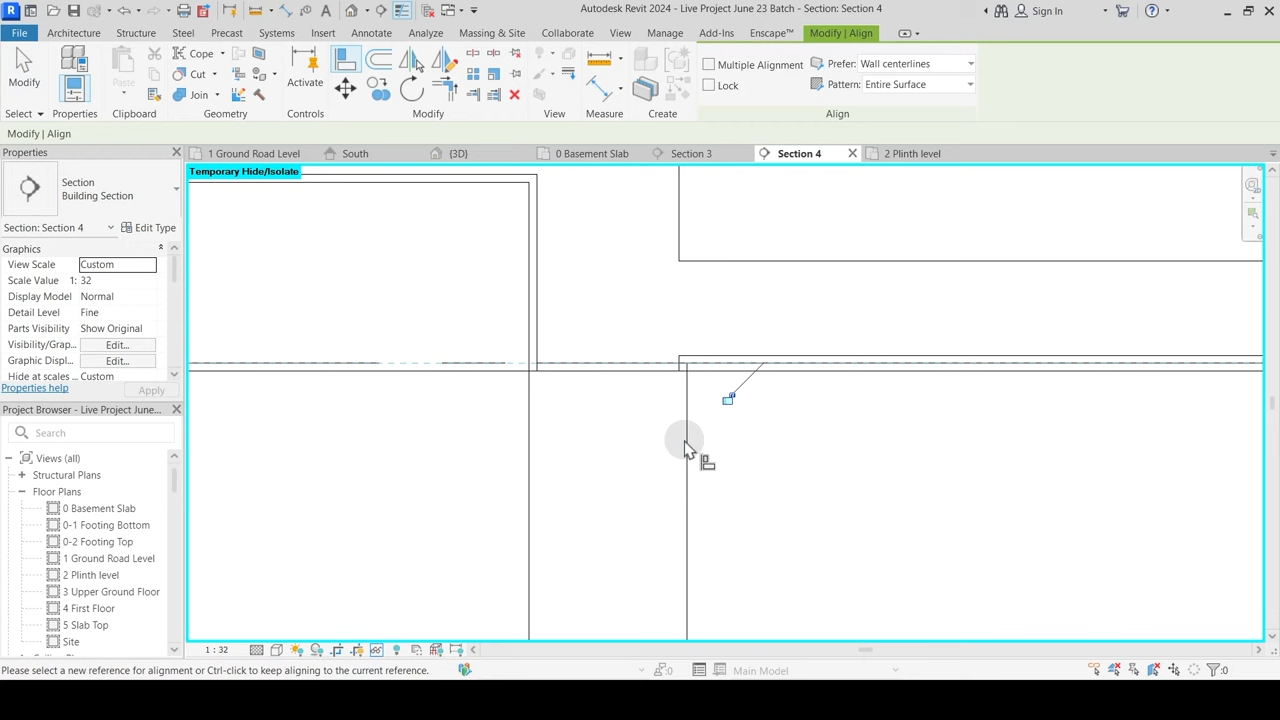 Autodesk Revit 2024 - Live Project June 23 Batch - Section: Section 4
Sign In
File Architecture Structure Steel Precast Systems Insert Annotate Analyze Massing & Site Collaborate View Manage Add-Ins Enscape™ Modify | Align
Modify
Paste
Cope
Cut
Join
Activate
Multiple Alignment
Lock
Prefer: Wall centerlines
Pattern: Entire Surface
Select Properties Clipboard Geometry Controls Modify View Measure Create Align
Modify | Align
Properties
1 Ground Road Level South {3D} 0 Basement Slab Section 3 Section 4 2 Plinth level
Temporary Hide/Isolate
Section
Building Section
Section: Section 4 Edit Type
Graphics
View Scale Custom
Scale Value 1: 32
Display Model Normal
Detail Level Fine
Parts Visibility Show Original
Visibility/Grap... Edit...
Graphic Displ... Edit...
Hide at scales ... Custom
Properties help Apply
Project Browser - Live Project June...
Search
Views (all)
Structural Plans
Floor Plans
0 Basement Slab
0-1 Footing Bottom
0-2 Footing Top
1 Ground Road Level
2 Plinth level
3 Upper Ground Floor
4 First Floor
5 Slab Top
Site
1 : 32
Please select a new reference for alignment or Ctrl-click to keep aligning to the current reference.
:0
Main Model
:0